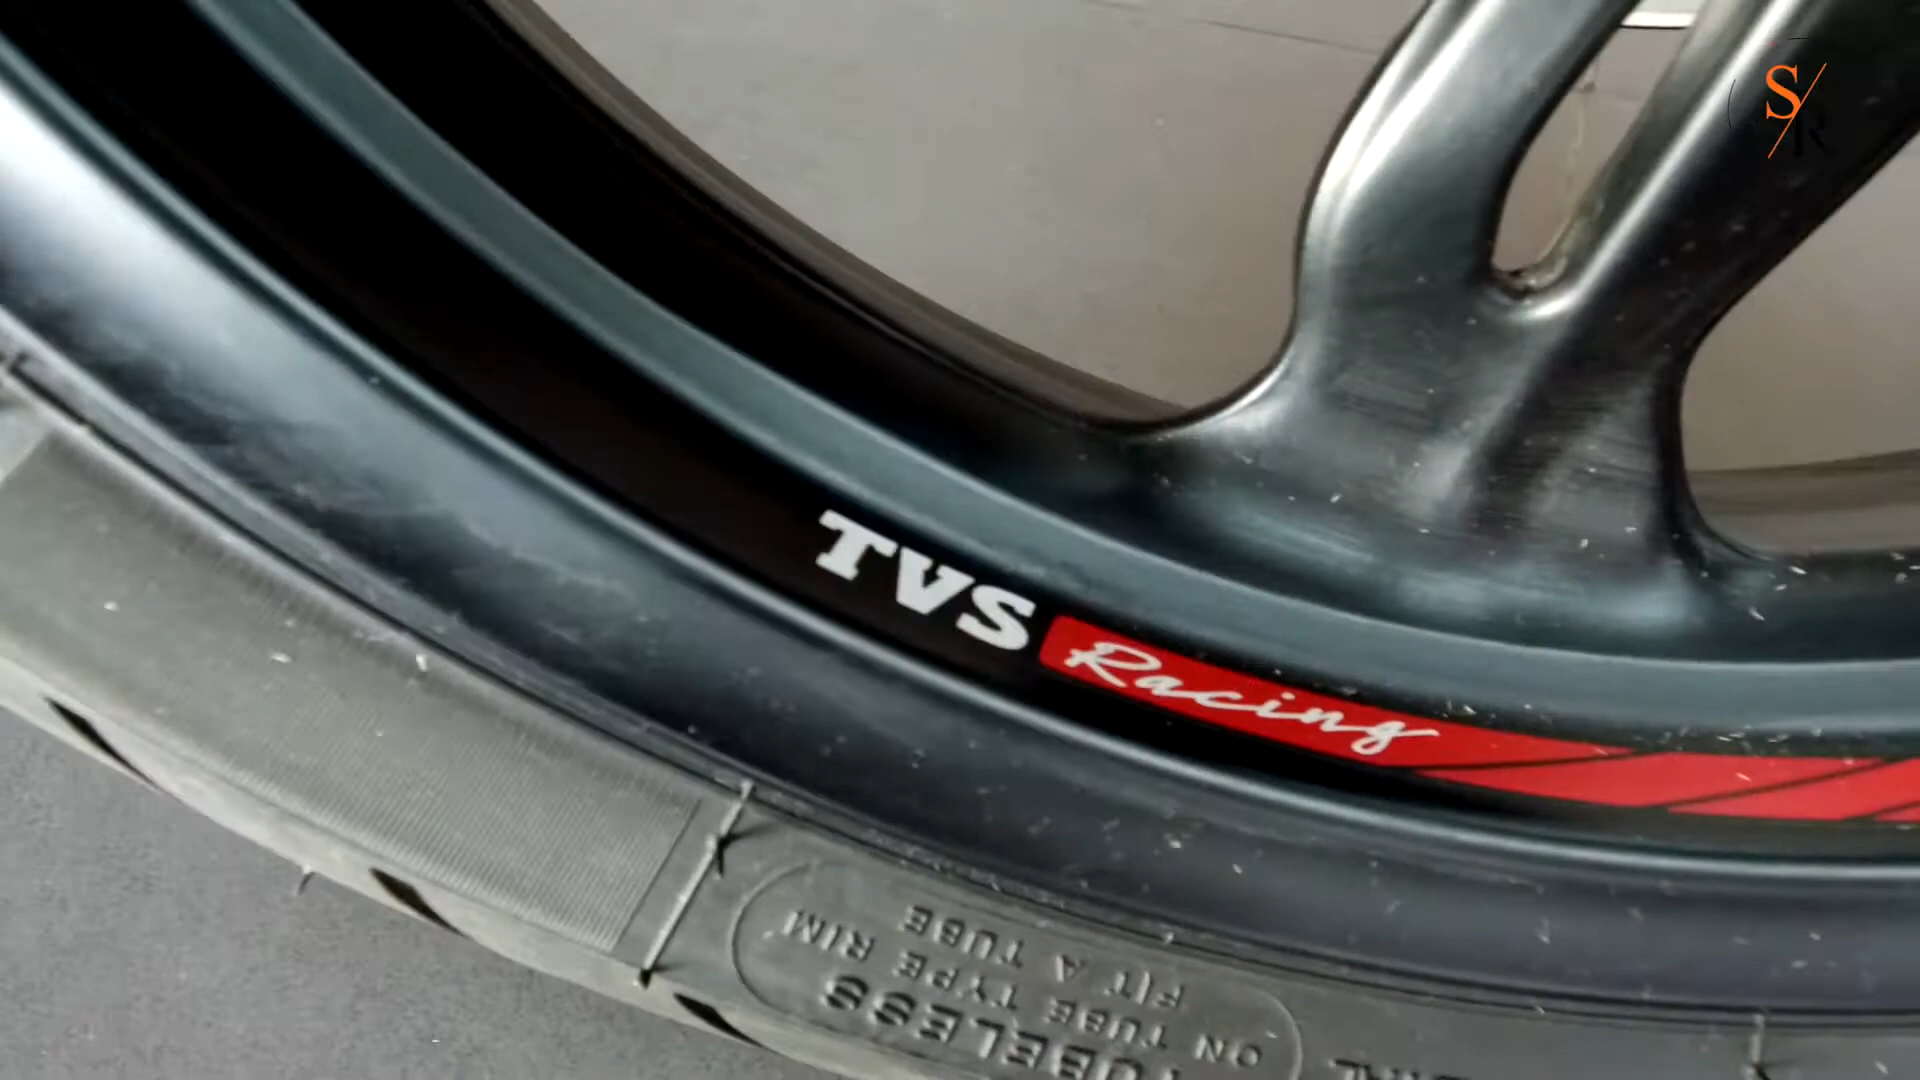 S/R
TVS Racing
TUBELESS
ON TUBE TYPE RIM
FIT A TUBE